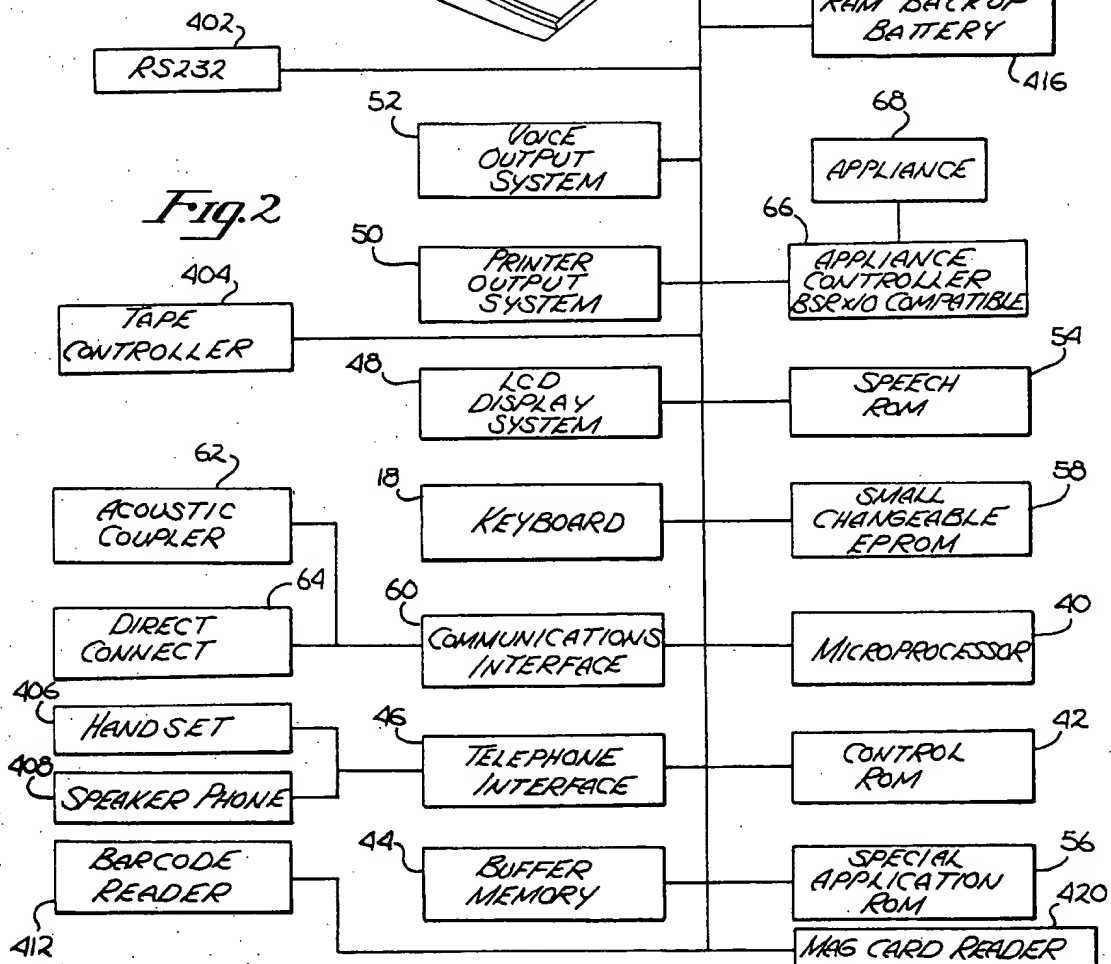 402
RS232
RAM BACKUP
BATTERY
416
52
VOICE
OUTPUT
SYSTEM
68
APPLIANCE
Fig. 2
50
PRINTER
OUTPUT
SYSTEM
66
APPLIANCE
CONTROLLER
BSRX10 COMPATIBLE
404
TAPE
CONTROLLER
48
LCD
DISPLAY
SYSTEM
54
SPEECH
ROM
62
ACOUSTIC
COUPLER
18
KEYBOARD
58
SMALL
CHANGEABLE
EPROM
64
DIRECT
CONNECT
60
COMMUNICATIONS
INTERFACE
40
MICROPROCESSOR
406
HANDSET
408
SPEAKER PHONE
46
TELEPHONE
INTERFACE
42
CONTROL
ROM
BARCODE
READER
412
44
BUFFER
MEMORY
56
SPECIAL
APPLICATION
ROM
420
MAG CARD READER